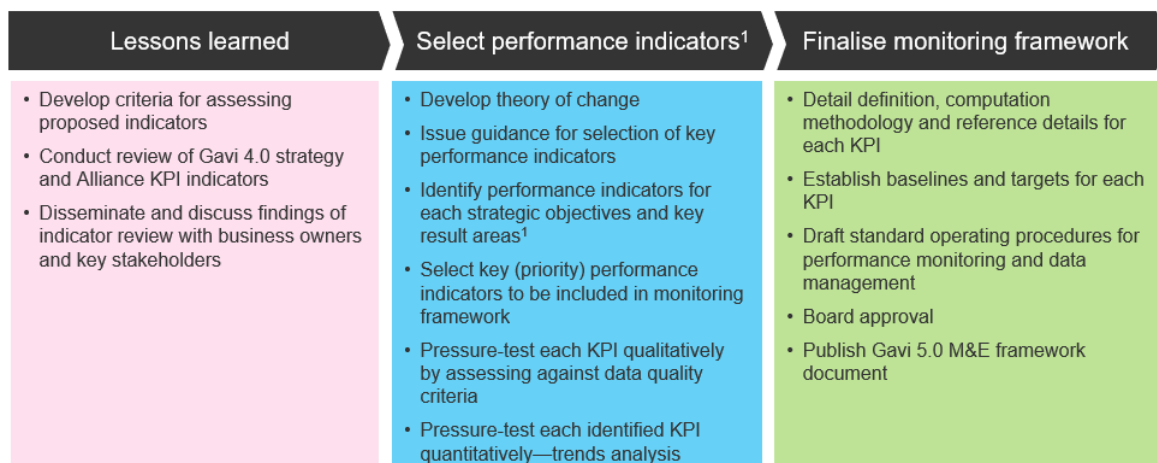 Lessons learned
Select performance indicators¹
Finalise monitoring framework
• Develop criteria for assessing
proposed indicators
• Conduct review of Gavi 4.0 strategy
and Alliance KPI indicators
• Disseminate and discuss findings of
indicator review with business owners
and key stakeholders
• Develop theory of change
• Issue guidance for selection of key
performance indicators
• Identify performance indicators for
each strategic objectives and key
result areas¹
• Select key (priority) performance
indicators to be included in monitoring
framework
• Pressure-test each KPI qualitatively
by assessing against data quality
criteria
• Pressure-test each identified KPI
quantitatively—trends analysis
• Detail definition, computation
methodology and reference details for
each KPI
• Establish baselines and targets for each
KPI
• Draft standard operating procedures for
performance monitoring and data
management
• Board approval
• Publish Gavi 5.0 M&E framework
document